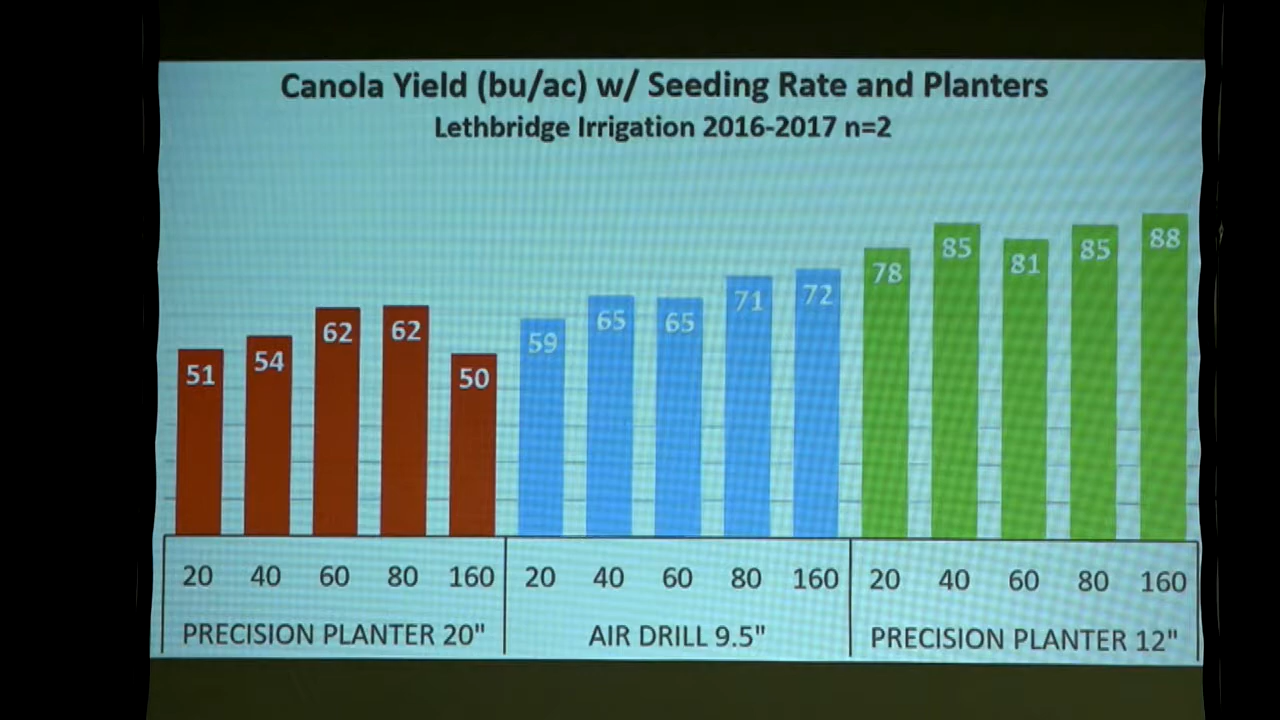 Canola Yield (bu/ac) w/ Seeding Rate and Planters
Lethbridge Irrigation 2016-2017 n=2
51 54 62 62 50 59 65 65 71 72 78 85 81 85 88
20 40 60 80 160 20 40 60 80 160 20 40 60 80 160
PRECISION PLANTER 20" AIR DRILL 9.5" PRECISION PLANTER 12"